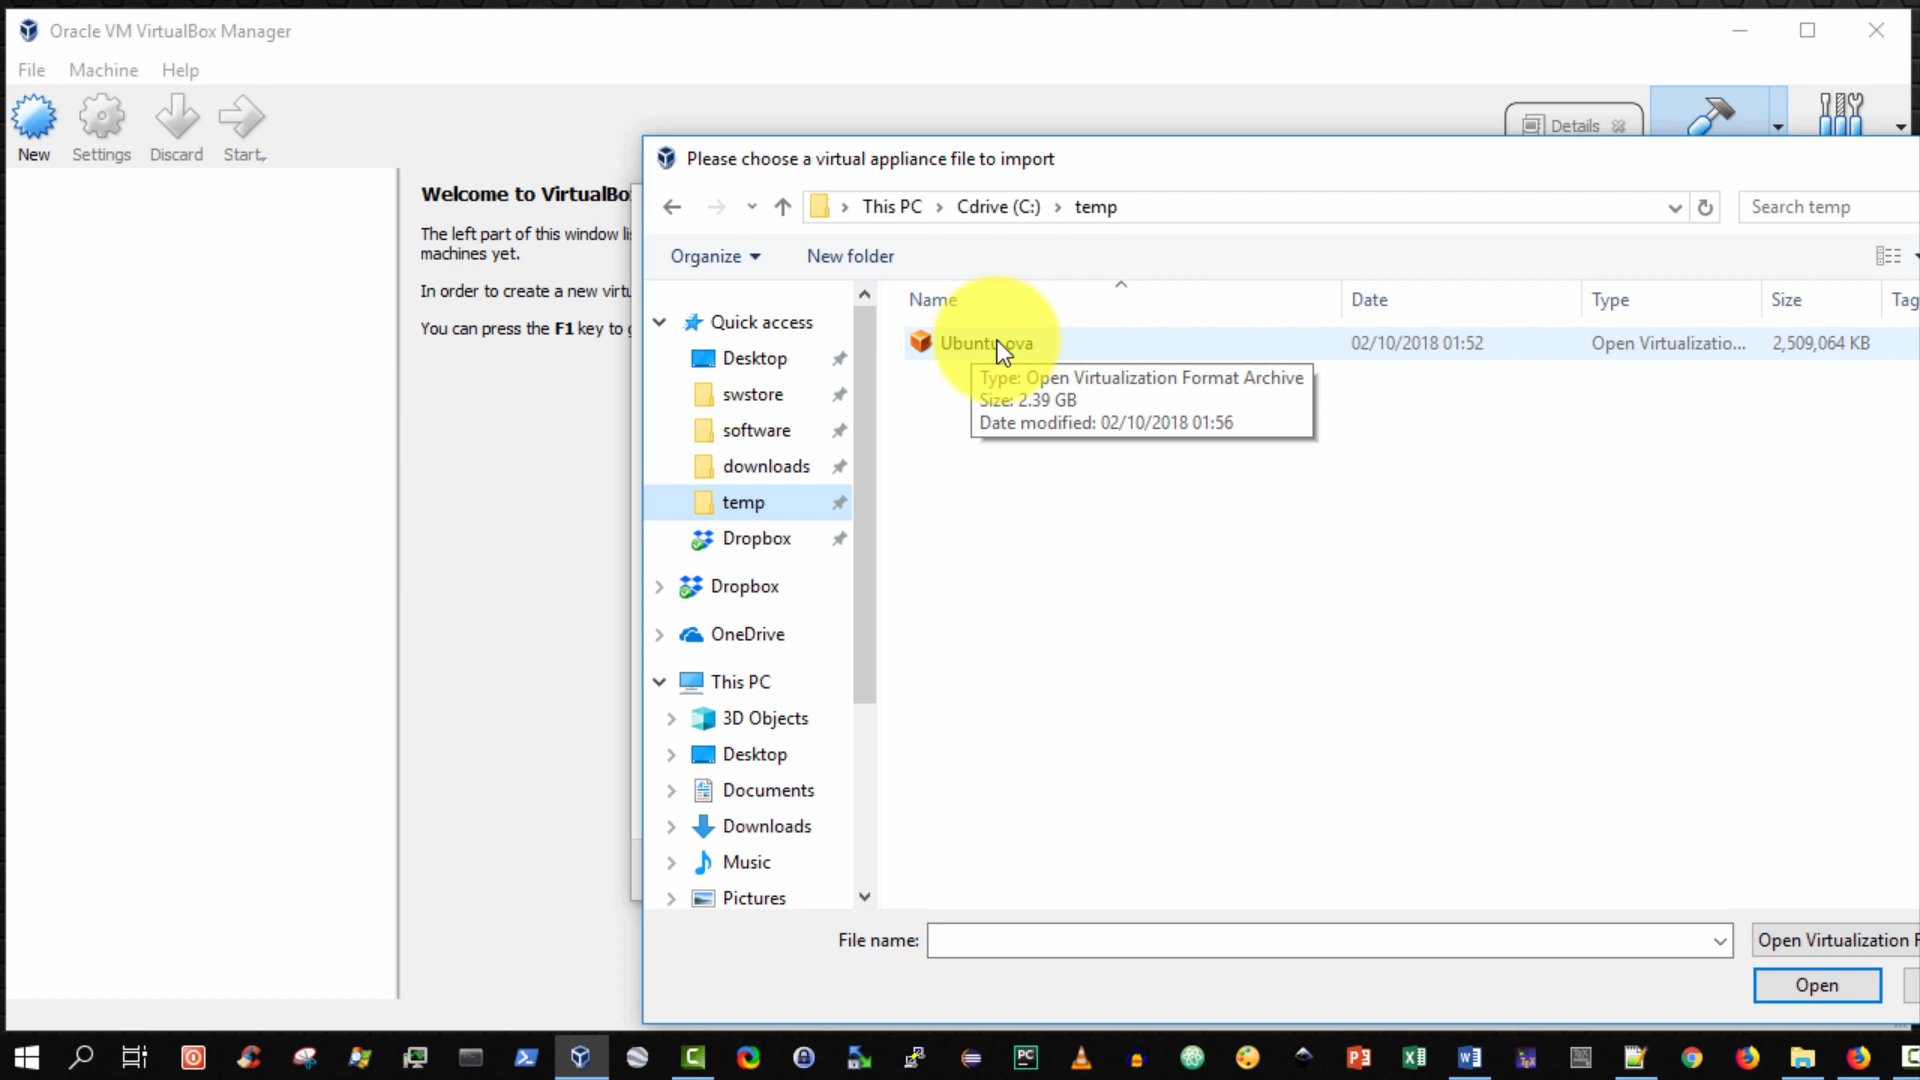 Oracle VM VirtualBox Manager
File Machine Help
New Settings Discard Start
Details
Welcome to VirtualBo
The left part of this window li
machines yet.
In order to create a new virtu
You can press the F1 key to g
Please choose a virtual appliance file to import
This PC Cdrive (C:) temp
Search temp
Organize New folder
Name Date Type Size Tag
Ubuntu.ova 02/10/2018 01:52 Open Virtualizatio... 2,509,064 KB
Type: Open Virtualization Format Archive
Size: 2.39 GB
Date modified: 02/10/2018 01:56
Quick access
Desktop
swstore
software
downloads
temp
Dropbox
Dropbox
OneDrive
This PC
3D Objects
Desktop
Documents
Downloads
Music
Pictures
File name:
Open Virtualization F
Open